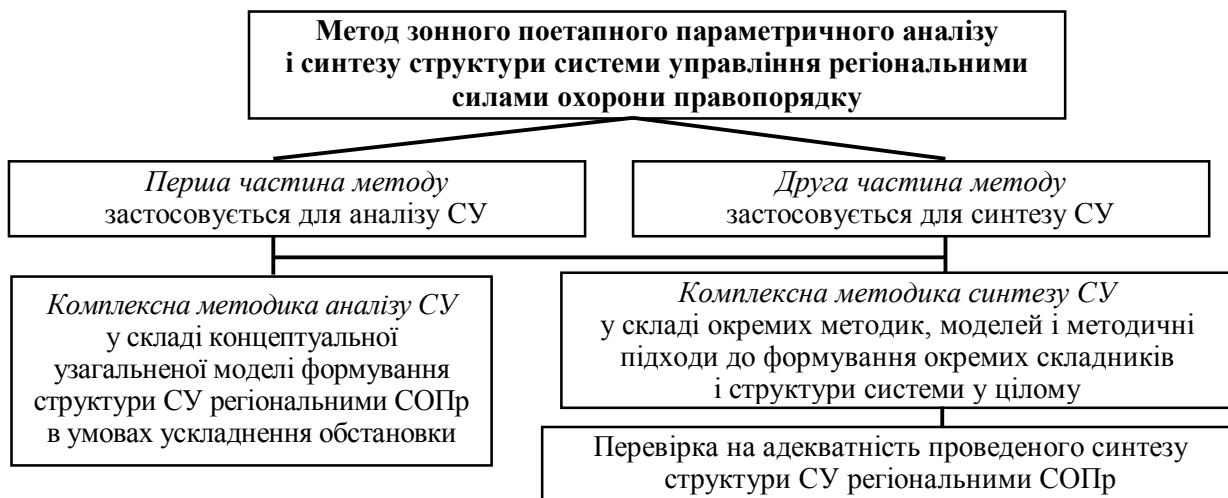 Метод зонного поетапного параметричного аналізу
і синтезу структури системи управління регіональними
силами охорони правопорядку
Перша частина методу
застосовується для аналізу СУ
Друга частина методу
застосовується для синтезу СУ
Комплексна методика аналізу СУ
у складі концептуальної
узагальненої моделі формування
структури СУ регіональними СОПр
в умовах ускладнення обстановки
Комплексна методика синтезу СУ
у складі окремих методик, моделей і методичні
підходи до формування окремих складників
і структури системи у цілому
Перевірка на адекватність проведеного синтезу
структури СУ регіональними СОПр